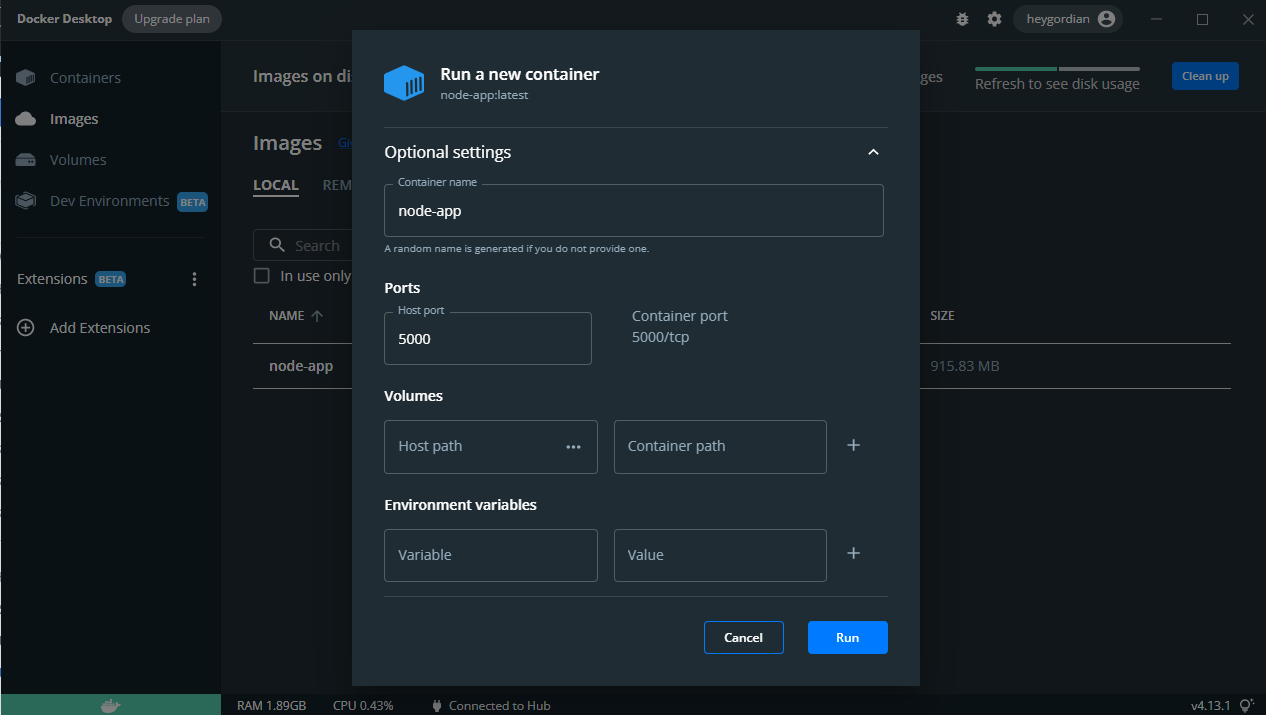 Docker Desktop
Upgrade plan
heygordian
Containers
Images
Volumes
Dev Environments BETA
Extensions BETA
Add Extensions
Images on dis
ges
Refresh to see disk usage
Clean up
Images Gi
LOCAL REM
Search
In use only
NAME
SIZE
node-app
915.83 MB
Run a new container
node-app:latest
Optional settings
Container name
node-app
A random name is generated if you do not provide one.
Ports
Host port
5000
Container port
5000/tcp
Volumes
Host path
Container path
Environment variables
Variable
Value
Cancel
Run
RAM 1.89GB CPU 0.43% Connected to Hub
v4.13.1